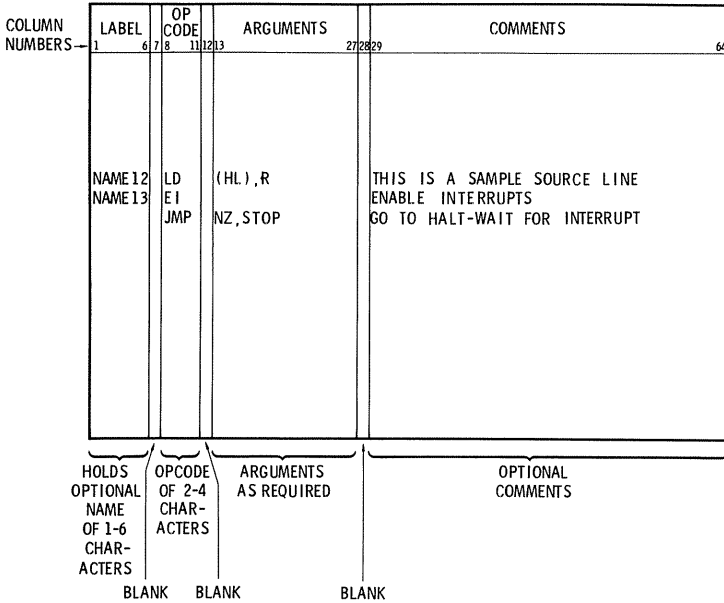 COLUMN NUMBERS
LABEL
OP CODE
ARGUMENTS
COMMENTS
1 6 7 8 11 12 13 27 28 29 64
NAME12 LD (HL),R THIS IS A SAMPLE SOURCE LINE
NAME13 EI ENABLE INTERRUPTS
JMP NZ,STOP GO TO HALT-WAIT FOR INTERRUPT
HOLDS
OPTIONAL
NAME
OF 1-6
CHAR-
ACTERS
OPCODE
OF 2-4
CHAR-
ACTERS
ARGUMENTS
AS REQUIRED
OPTIONAL
COMMENTS
BLANK BLANK BLANK